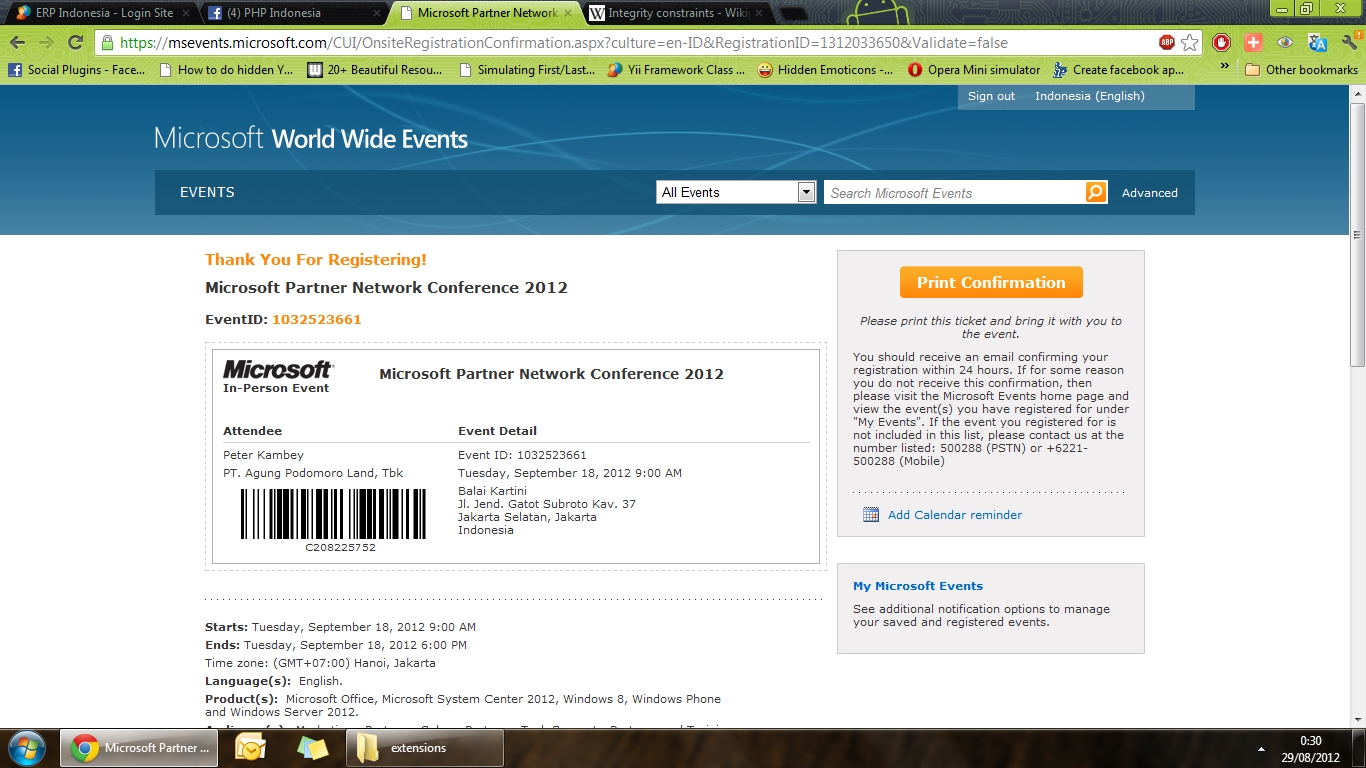 ERP Indonesia - Login Site
(4) PHP Indonesia
Microsoft Partner Network
Integrity constraints - Wiki
https://msevents.microsoft.com/CUI/OnsiteRegistrationConfirmation.aspx?culture=en-ID&RegistrationID=1312033650&Validate=false
ABP
Social Plugins - Face...
How to do hidden Y...
20+ Beautiful Resou...
Simulating First/Last...
Yii Framework Class ...
Hidden Emoticons -...
Opera Mini simulator
Create facebook ap...
»
Other bookmarks
Sign out Indonesia (English)
Microsoft World Wide Events
EVENTS
All Events
Search Microsoft Events
Advanced
Thank You For Registering!
Microsoft Partner Network Conference 2012
EventID: 1032523661
Microsoft
In-Person Event
Microsoft Partner Network Conference 2012
Attendee
Peter Kambey
PT. Agung Podomoro Land, Tbk
C208225752
Event Detail
Event ID: 1032523661
Tuesday, September 18, 2012 9:00 AM
Balai Kartini
Jl. Jend. Gatot Subroto Kav. 37
Jakarta Selatan, Jakarta
Indonesia
Starts: Tuesday, September 18, 2012 9:00 AM
Ends: Tuesday, September 18, 2012 6:00 PM
Time zone: (GMT+07:00) Hanoi, Jakarta
Language(s): English.
Product(s): Microsoft Office, Microsoft System Center 2012, Windows 8, Windows Phone
and Windows Server 2012.
Print Confirmation
Please print this ticket and bring it with you to
the event.
You should receive an email confirming your
registration within 24 hours. If for some reason
you do not receive this confirmation, then
please visit the Microsoft Events home page and
view the event(s) you have registered for under
"My Events". If the event you registered for is
not included in this list, please contact us at the
number listed: 500288 (PSTN) or +6221-
500288 (Mobile)
Add Calendar reminder
My Microsoft Events
See additional notification options to manage
your saved and registered events.
Microsoft Partner ...
extensions
0:30
29/08/2012